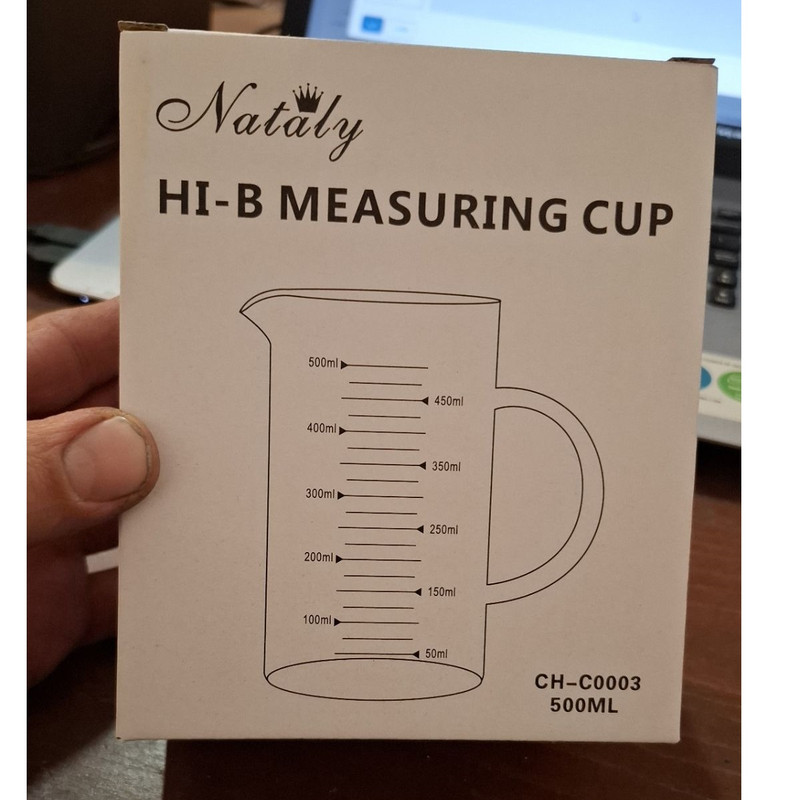 Nataly
HI-B MEASURING CUP
500ml
450ml
400ml
350ml
300ml
250ml
200ml
150ml
100ml
50ml
CH-C0003
500ML